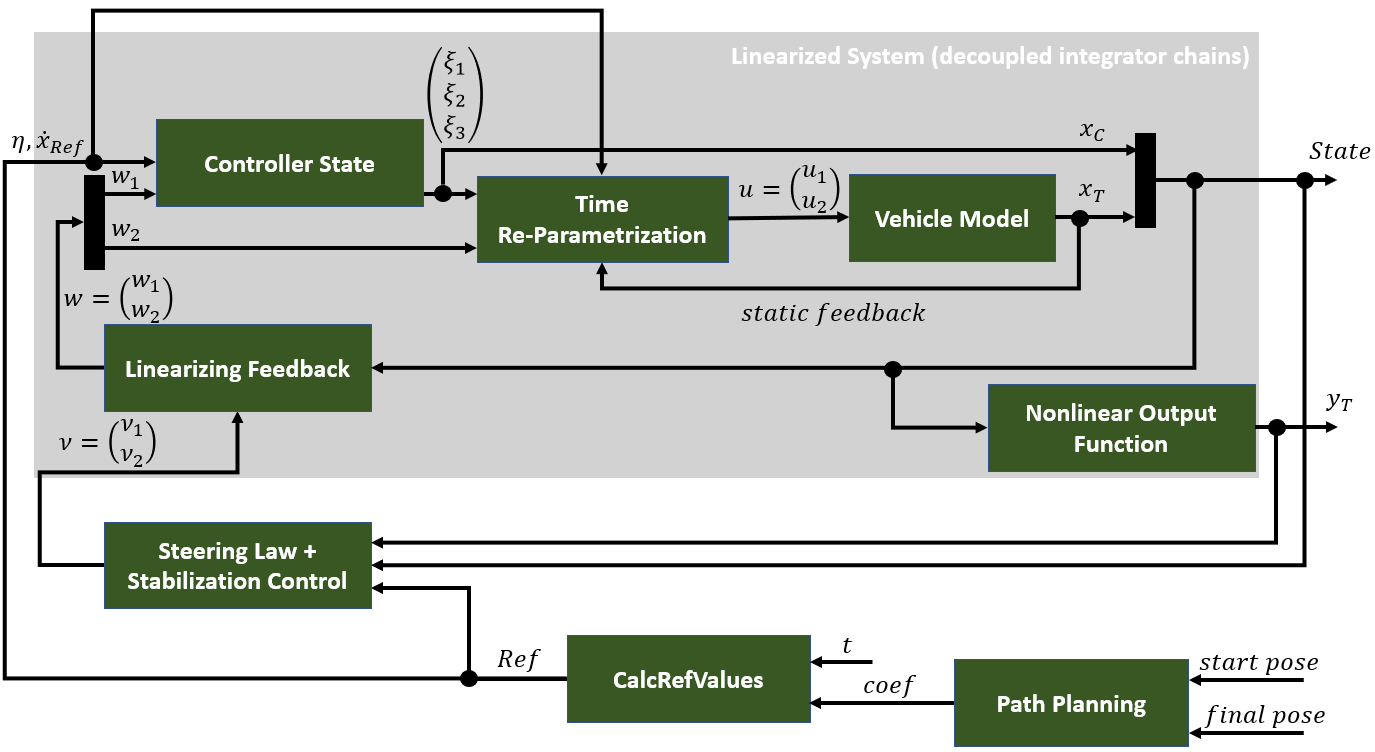 Linearized System (decoupled integrator chains)
ξ₁
ξ₂
ξ₃
η, ẋ_Ref
Controller State
x_C
State
w₁
Time
Re-Parametrization
u = (u₁
u₂)
Vehicle Model
x_T
w₂
w = (w₁
w₂)
static feedback
Linearizing Feedback
Nonlinear Output
Function
y_T
ν = (ν₁
ν₂)
Steering Law +
Stabilization Control
Ref
CalcRefValues
t
coef
Path Planning
start pose
final pose